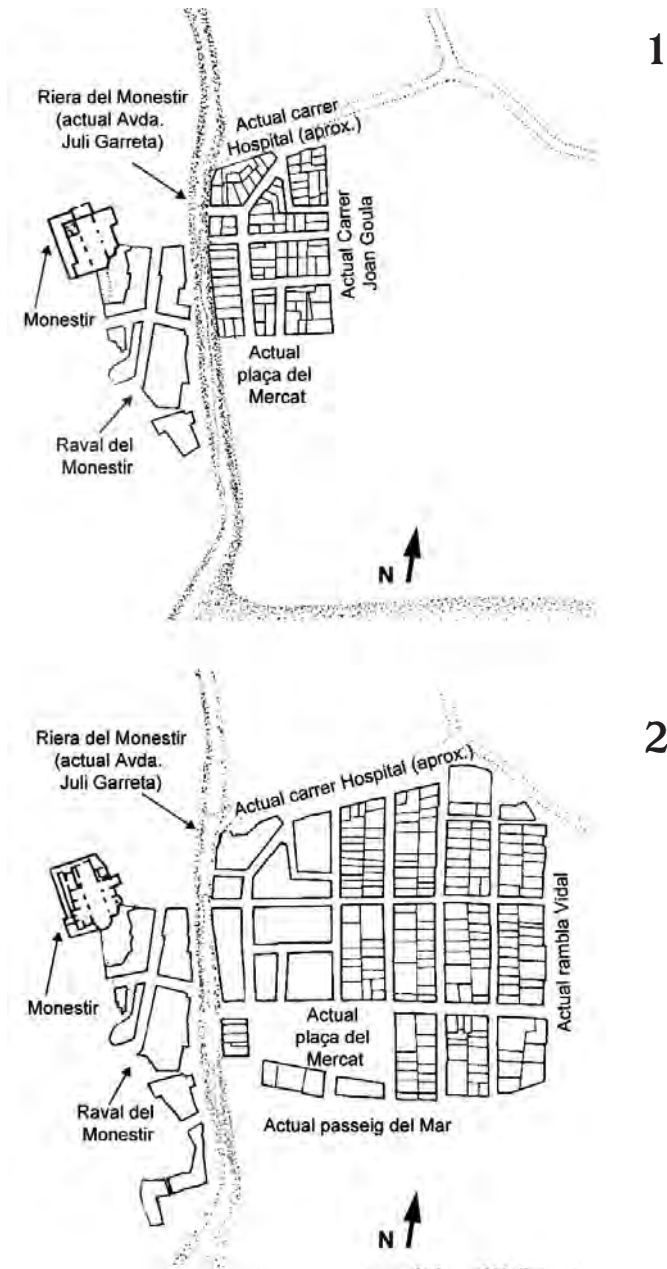 1
Riera del Monestir
(actual Avda.
Juli Garreta)
Actual carrer
Hospital (aprox.)
Actual Carrer
Joan Goula
Monestir
Actual
plaça del
Mercat
Raval del
Monestir
N
2
Riera del Monestir
(actual Avda.
Juli Garreta)
Actual carrer Hospital (aprox.)
Actual rambla Vidal
Monestir
Actual
plaça del
Mercat
Raval del
Monestir
Actual passeig del Mar
N